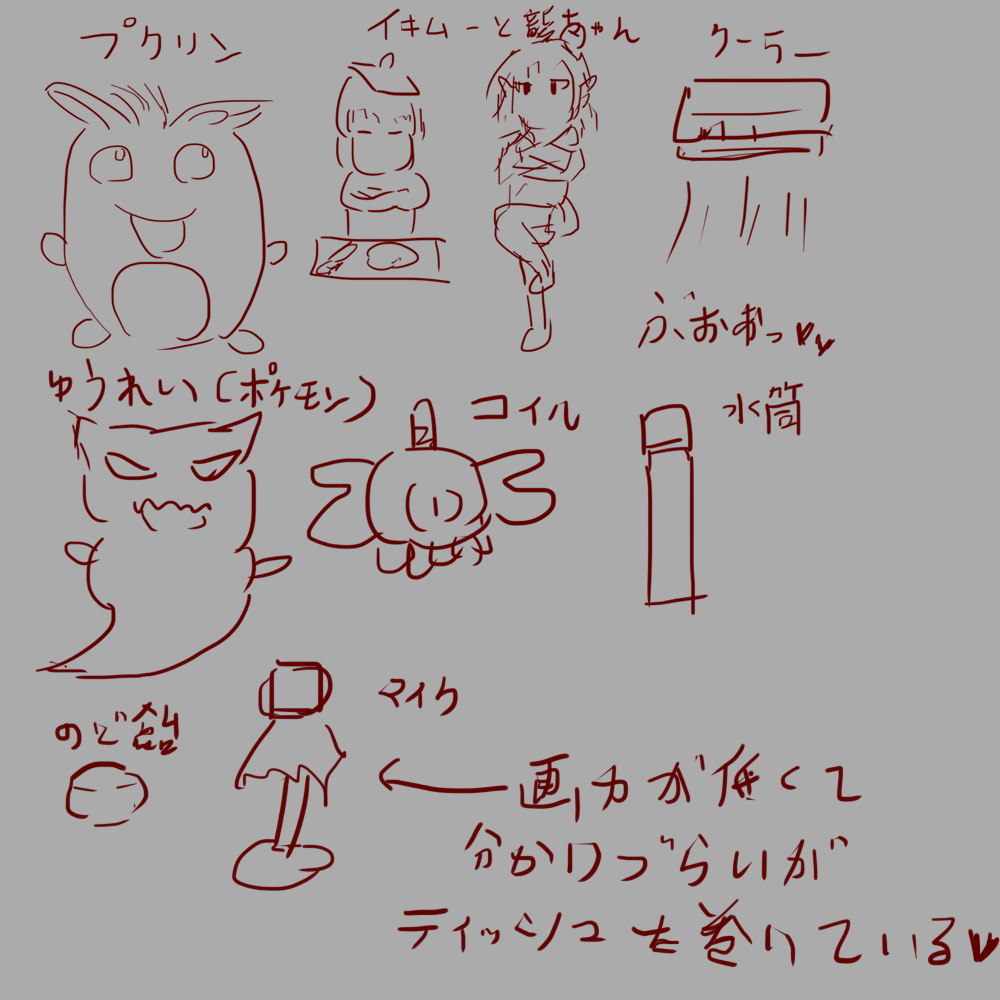 プクリン
イキムーと藍ちゃん
クーラー
ぶおおっ♥♥
ゆうれい(ポケモン)
コイル
水筒
のど飴
マイク
← 画力が低くて
分かりづらいが
ティッシュを巻いている♥